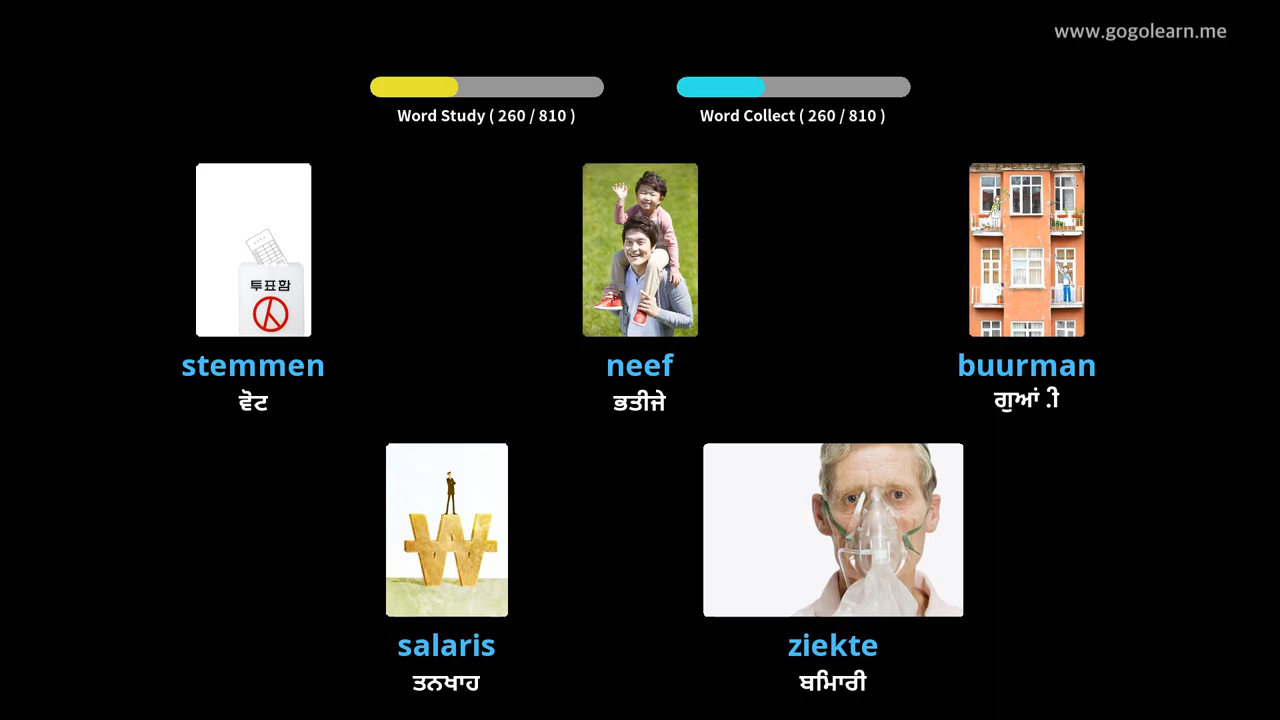 www.gogolearn.me
Word Study ( 260 / 810 )
Word Collect ( 260 / 810 )
투표함
stemmen
ਵੋਟ
neef
ਭਤੀਜੇ
buurman
ਗੁਆਂ .ੀ
salaris
ਤਨਖਾਹ
ziekte
ਬਿਮਾਰੀ